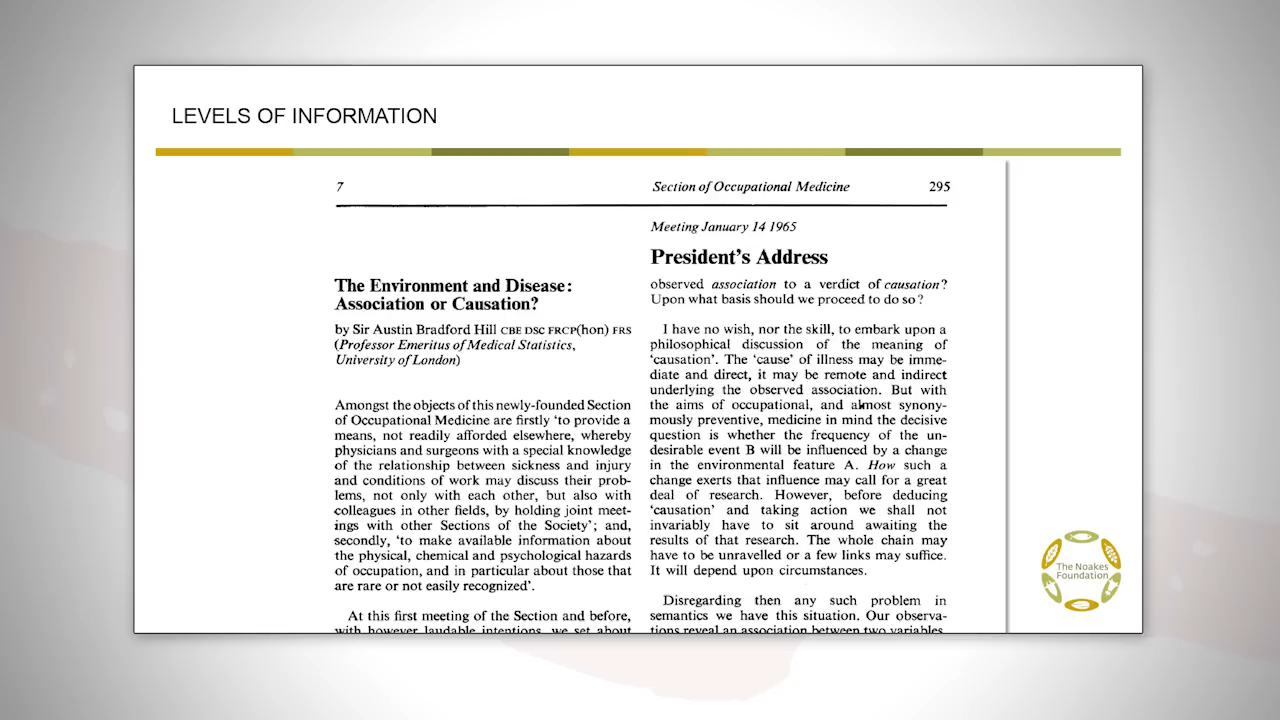 LEVELS OF INFORMATION
7
Section of Occupational Medicine 295
The Environment and Disease:
Association or Causation?
by Sir Austin Bradford Hill CBE DSC FRCP(hon) FRS
(Professor Emeritus of Medical Statistics,
University of London)
Amongst the objects of this newly-founded Section
of Occupational Medicine are firstly ‘to provide a
means, not readily afforded elsewhere, whereby
physicians and surgeons with a special knowledge
of the relationship between sickness and injury
and conditions of work may discuss their prob-
lems, not only with each other, but also with
colleagues in other fields, by holding joint meet-
ings with other Sections of the Society’; and,
secondly, ‘to make available information about
the physical, chemical and psychological hazards
of occupation, and in particular about those that
are rare or not easily recognized’.
At this first meeting of the Section and before,
with however laudable intentions, we set about
Meeting January 14 1965
President’s Address
observed association to a verdict of causation?
Upon what basis should we proceed to do so?
I have no wish, nor the skill, to embark upon a
philosophical discussion of the meaning of
‘causation’. The ‘cause’ of illness may be imme-
diate and direct, it may be remote and indirect
underlying the observed association. But with
the aims of occupational, and almost synony-
mously preventive, medicine in mind the decisive
question is whether the frequency of the un-
desirable event B will be influenced by a change
in the environmental feature A. How such a
change exerts that influence may call for a great
deal of research. However, before deducing
‘causation’ and taking action we shall not
invariably have to sit around awaiting the
results of that research. The whole chain may
have to be unravelled or a few links may suffice.
It will depend upon circumstances.
Disregarding then any such problem in
semantics we have this situation. Our observa-
tions reveal an association between two variables,
The Noakes
Foundation